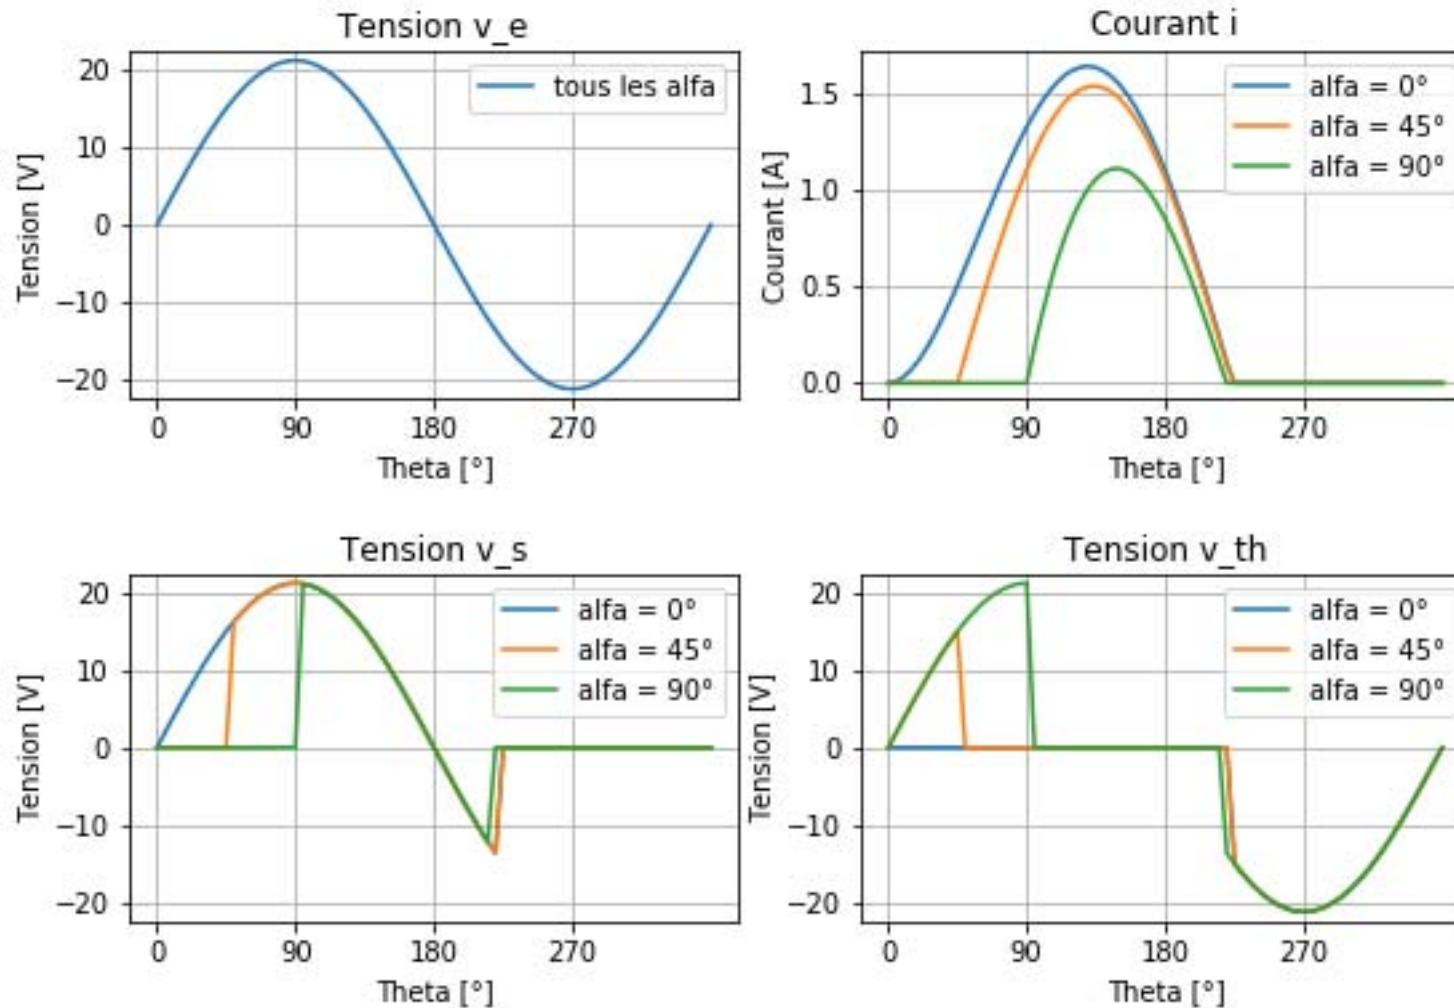 Tension v_e
20
10
0
−10
−20
Tension [V]
tous les alfa
0 90 180 270
Theta [°]
Courant i
1.5
1.0
0.5
0.0
Courant [A]
alfa = 0°
alfa = 45°
alfa = 90°
0 90 180 270
Theta [°]
Tension v_s
20
10
0
−10
−20
Tension [V]
alfa = 0°
alfa = 45°
alfa = 90°
0 90 180 270
Theta [°]
Tension v_th
20
10
0
−10
−20
Tension [V]
alfa = 0°
alfa = 45°
alfa = 90°
0 90 180 270
Theta [°]